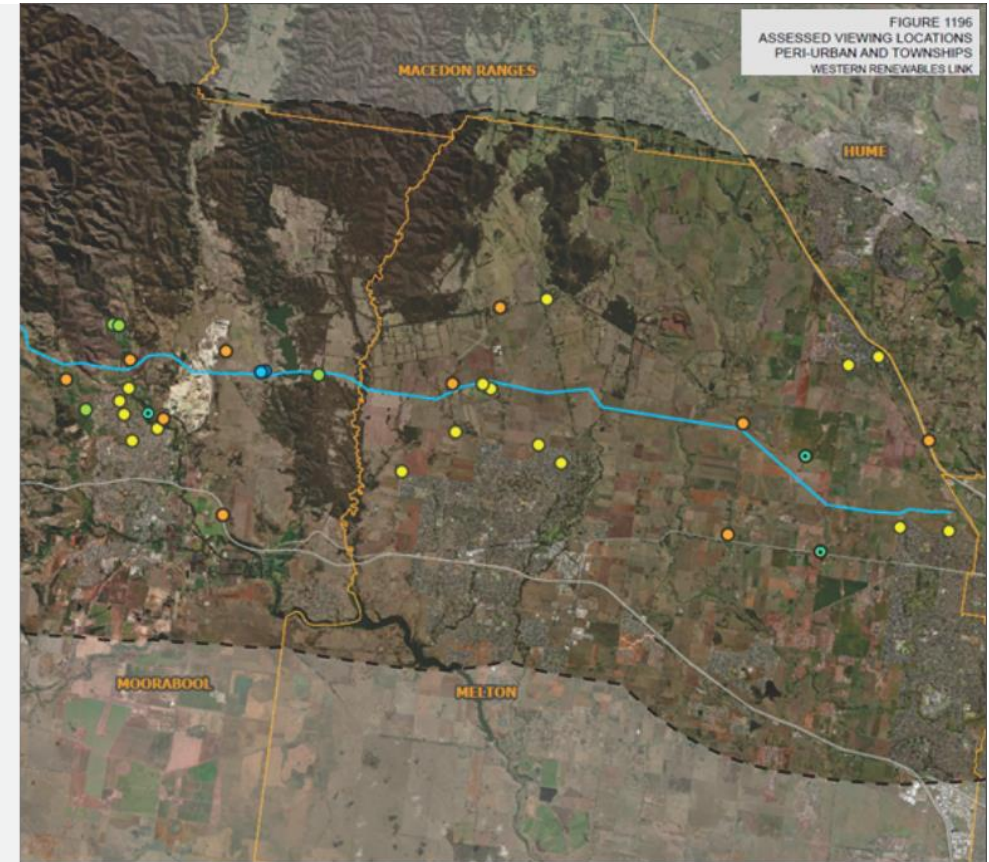 FIGURE 1196
ASSESSED VIEWING LOCATIONS
PERI-URBAN AND TOWNSHIPS
WESTERN RENEWABLES LINK
MACEDON RANGES
HUME
MOORABOOL
MELTON